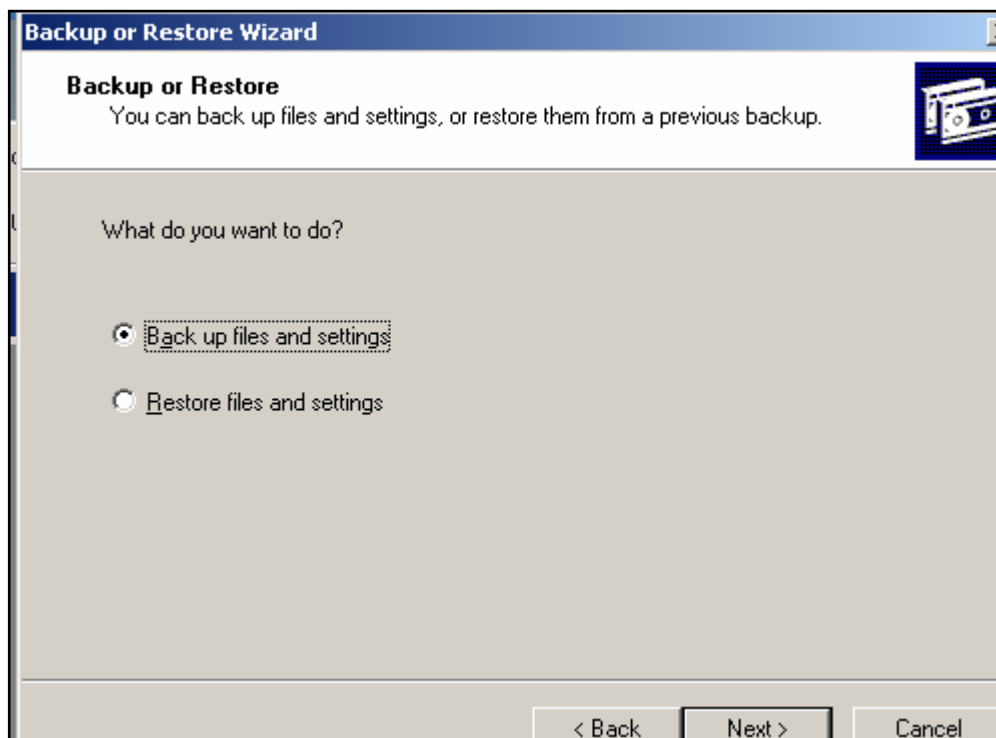 Backup or Restore Wizard
Backup or Restore
You can back up files and settings, or restore them from a previous backup.
What do you want to do?
Back up files and settings
Restore files and settings
< Back Next > Cancel